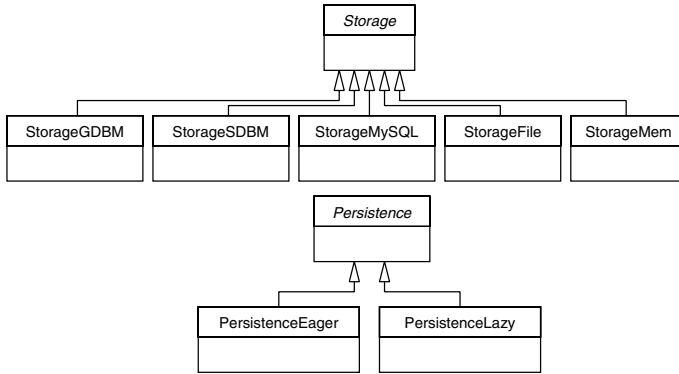 Storage
StorageGDBM StorageSDBM StorageMySQL StorageFile StorageMem
Persistence
PersistenceEager PersistenceLazy